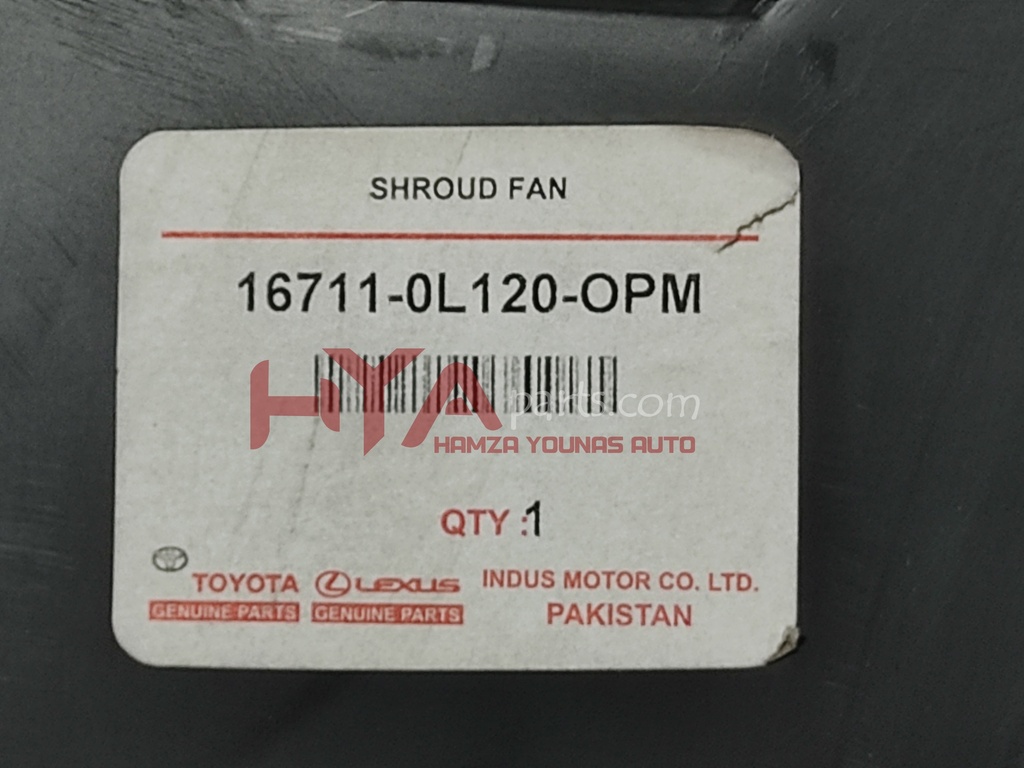 SHROUD FAN
16711-0L120-OPM
HYA parts.com
HAMZA YOUNAS AUTO
QTY :1
TOYOTA LEXUS INDUS MOTOR CO. LTD.
GENUINE PARTS GENUINE PARTS PAKISTAN